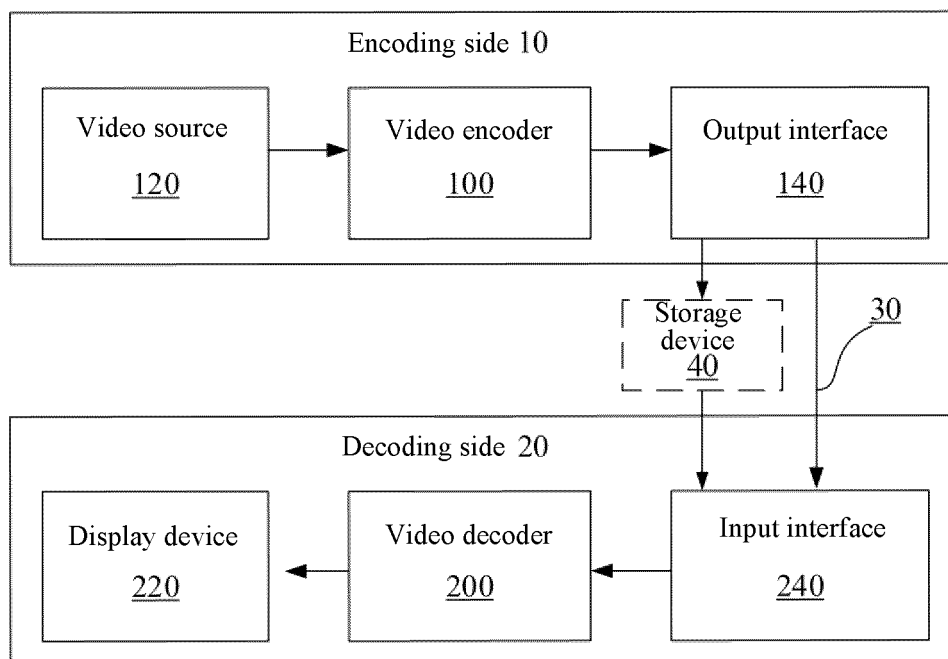 Encoding side 10
Video source
120
Video encoder
100
Output interface
140
Storage
device
40
30
Decoding side 20
Display device
220
Video decoder
200
Input interface
240